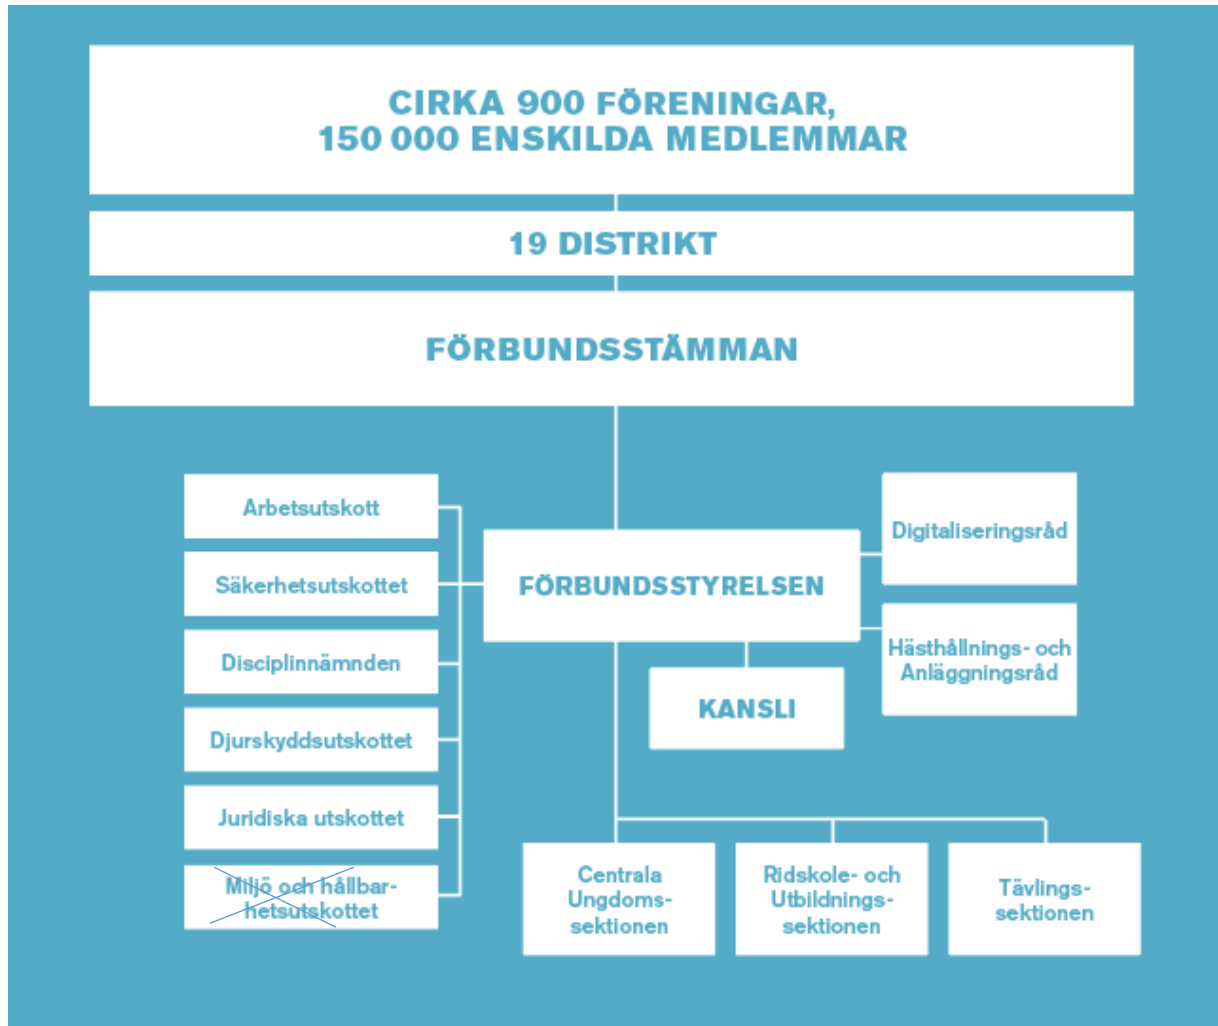 CIRKA 900 FÖRENINGAR,
150 000 ENSKILDA MEDLEMMAR
19 DISTRIKT
FÖRBUNDSSTÄMMAN
Arbetsutskott
Säkerhetsutskottet
Disciplinnämnden
Djurskyddsutskottet
Juridiska utskottet
Miljö och hållbar-
hetsutskottet
FÖRBUNDSSTYRELSEN
Digitaliseringsråd
Hästhållnings- och
Anläggningsråd
KANSLI
Centrala
Ungdoms-
sektionen
Ridskole- och
Utbildnings-
sektionen
Tävlings-
sektionen